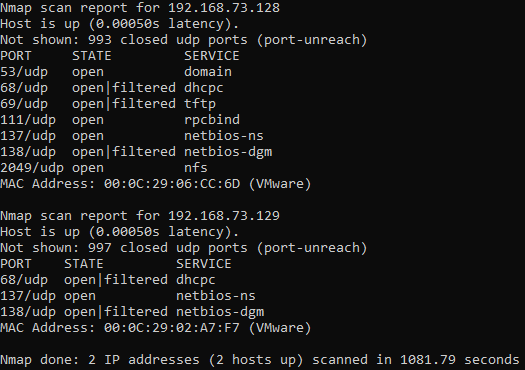 Nmap scan report for 192.168.73.128
Host is up (0.00050s latency).
Not shown: 993 closed udp ports (port-unreach)
PORT     STATE         SERVICE
53/udp   open          domain
68/udp   open|filtered dhcpc
69/udp   open|filtered tftp
111/udp  open          rpcbind
137/udp  open          netbios-ns
138/udp  open|filtered netbios-dgm
2049/udp open          nfs
MAC Address: 00:0C:29:06:CC:6D (VMware)

Nmap scan report for 192.168.73.129
Host is up (0.00050s latency).
Not shown: 997 closed udp ports (port-unreach)
PORT    STATE         SERVICE
68/udp  open|filtered dhcpc
137/udp open          netbios-ns
138/udp open|filtered netbios-dgm
MAC Address: 00:0C:29:02:A7:F7 (VMware)

Nmap done: 2 IP addresses (2 hosts up) scanned in 1081.79 seconds